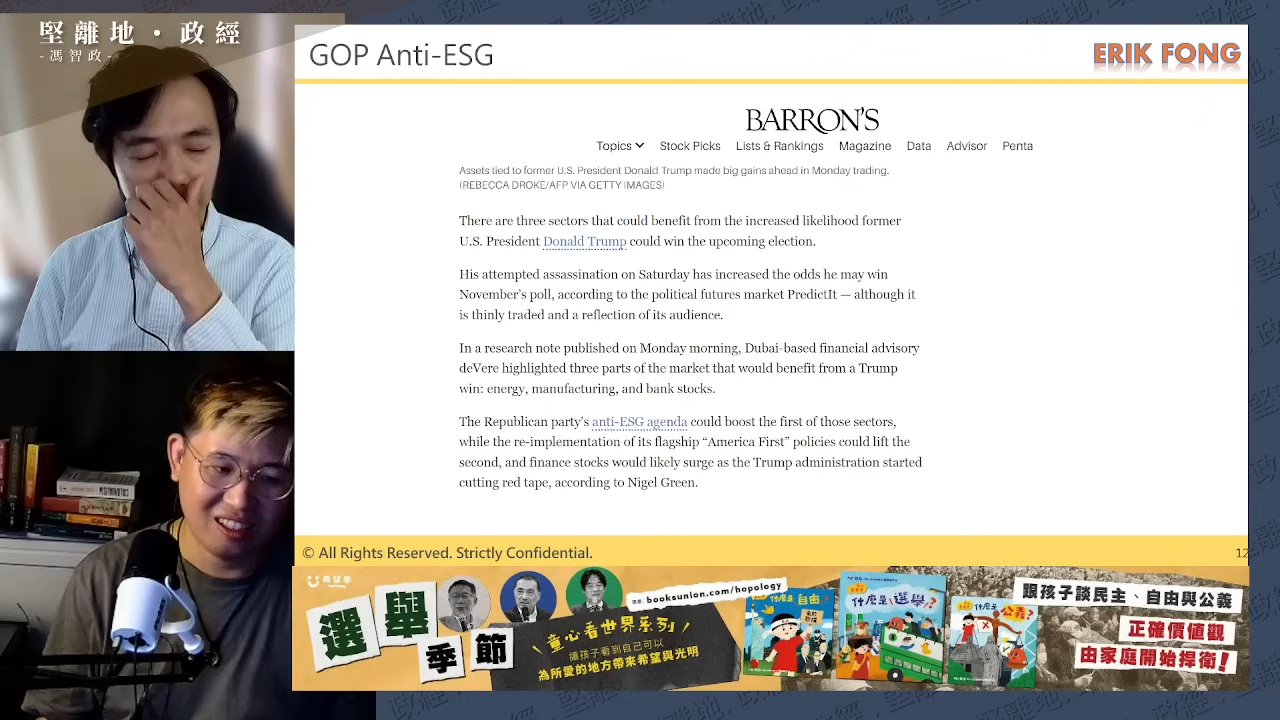 堅離地・政經
-馮智政-
GOP Anti-ESG
ERIK FONG
BARRON'S
Topics
Stock Picks
Lists & Rankings
Magazine
Data
Advisor
Penta
Assets tied to former U.S. President Donald Trump made big gains ahead in Monday trading.
(REBECCA DROKE/AFP VIA GETTY IMAGES)
There are three sectors that could benefit from the increased likelihood former
U.S. President Donald Trump could win the upcoming election.
His attempted assassination on Saturday has increased the odds he may win
November's poll, according to the political futures market PredictIt — although it
is thinly traded and a reflection of its audience.
In a research note published on Monday morning, Dubai-based financial advisory
deVere highlighted three parts of the market that would benefit from a Trump
win: energy, manufacturing, and bank stocks.
The Republican party's anti-ESG agenda could boost the first of those sectors,
while the re-implementation of its flagship “America First” policies could lift the
second, and finance stocks would likely surge as the Trump administration started
cutting red tape, according to Nigel Green.
© All Rights Reserved. Strictly Confidential.
12
希望學
選舉
季節
booksunion.com/hopology
童心看世界系列
讓孩子看到自己可以
為所愛的地方帶來希望與光明
什麼是自由
什麼是選舉?
什麼是公義?
跟孩子談民主、自由與公義
正確價值觀
由家庭開始捍衛!